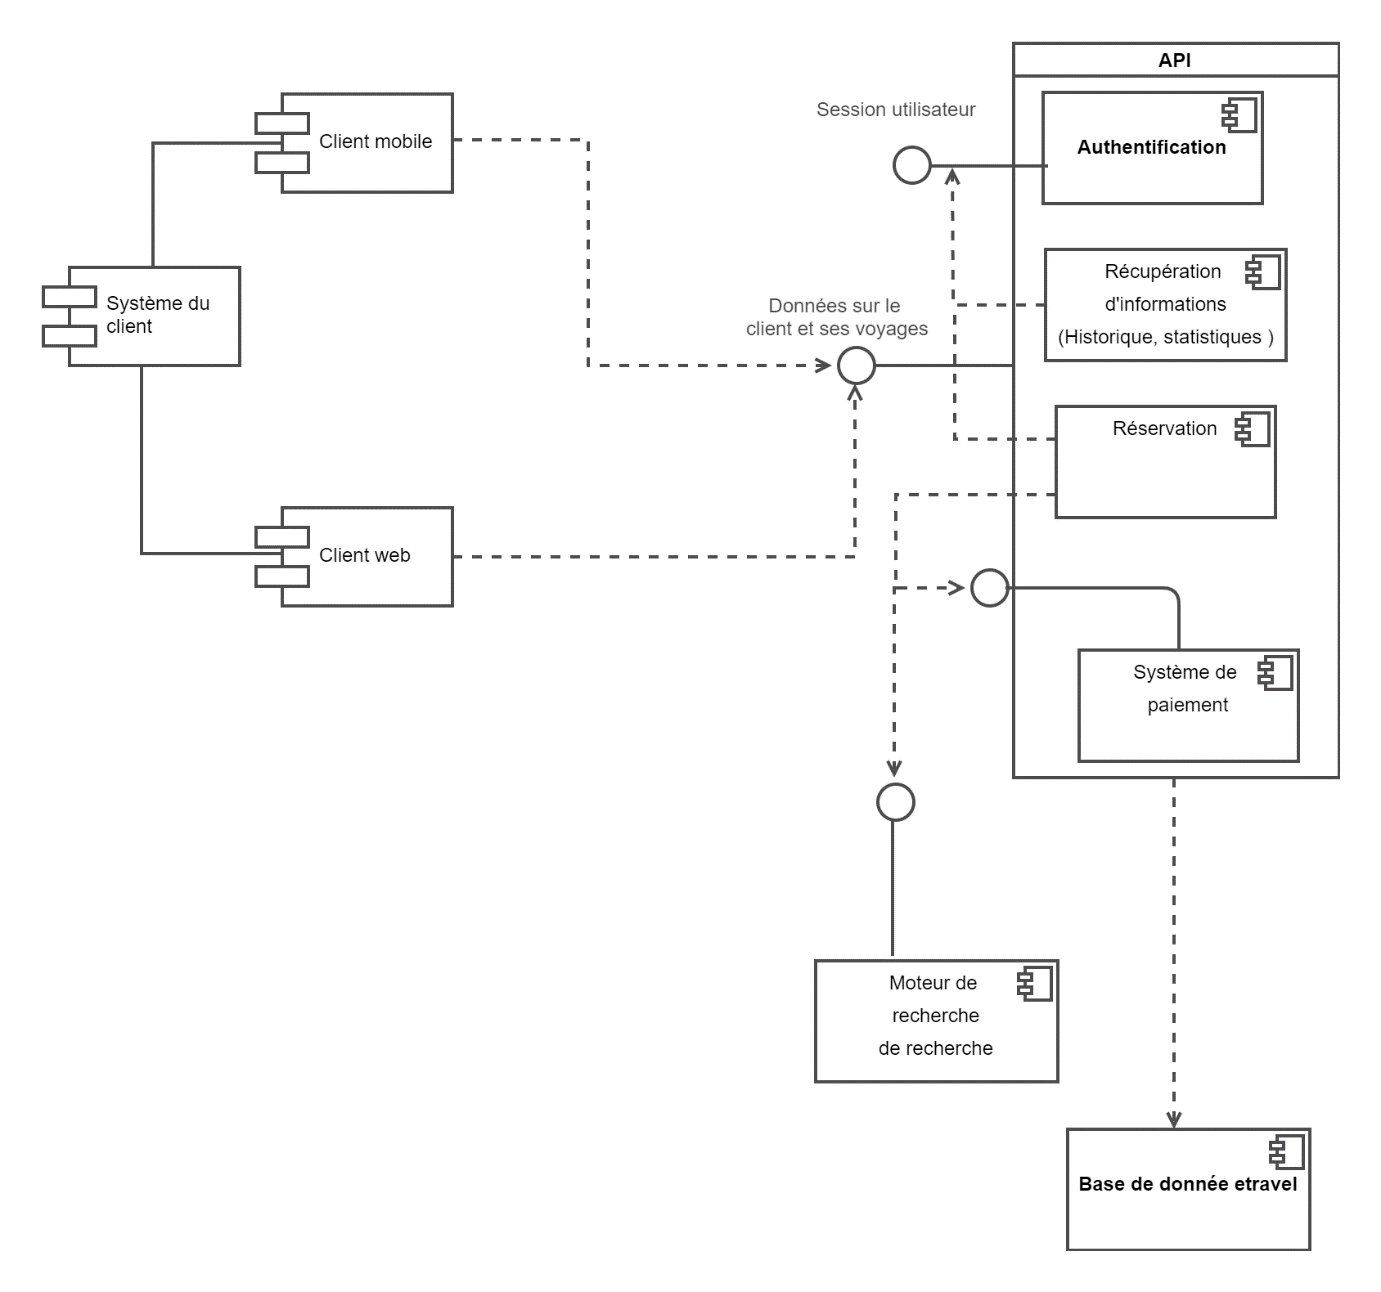 API
Session utilisateur
Authentification
Client mobile
Récupération
d'informations
(Historique, statistiques )
Système du
client
Données sur le
client et ses voyages
Réservation
Client web
Système de
paiement
Moteur de
recherche
de recherche
Base de donnée etravel